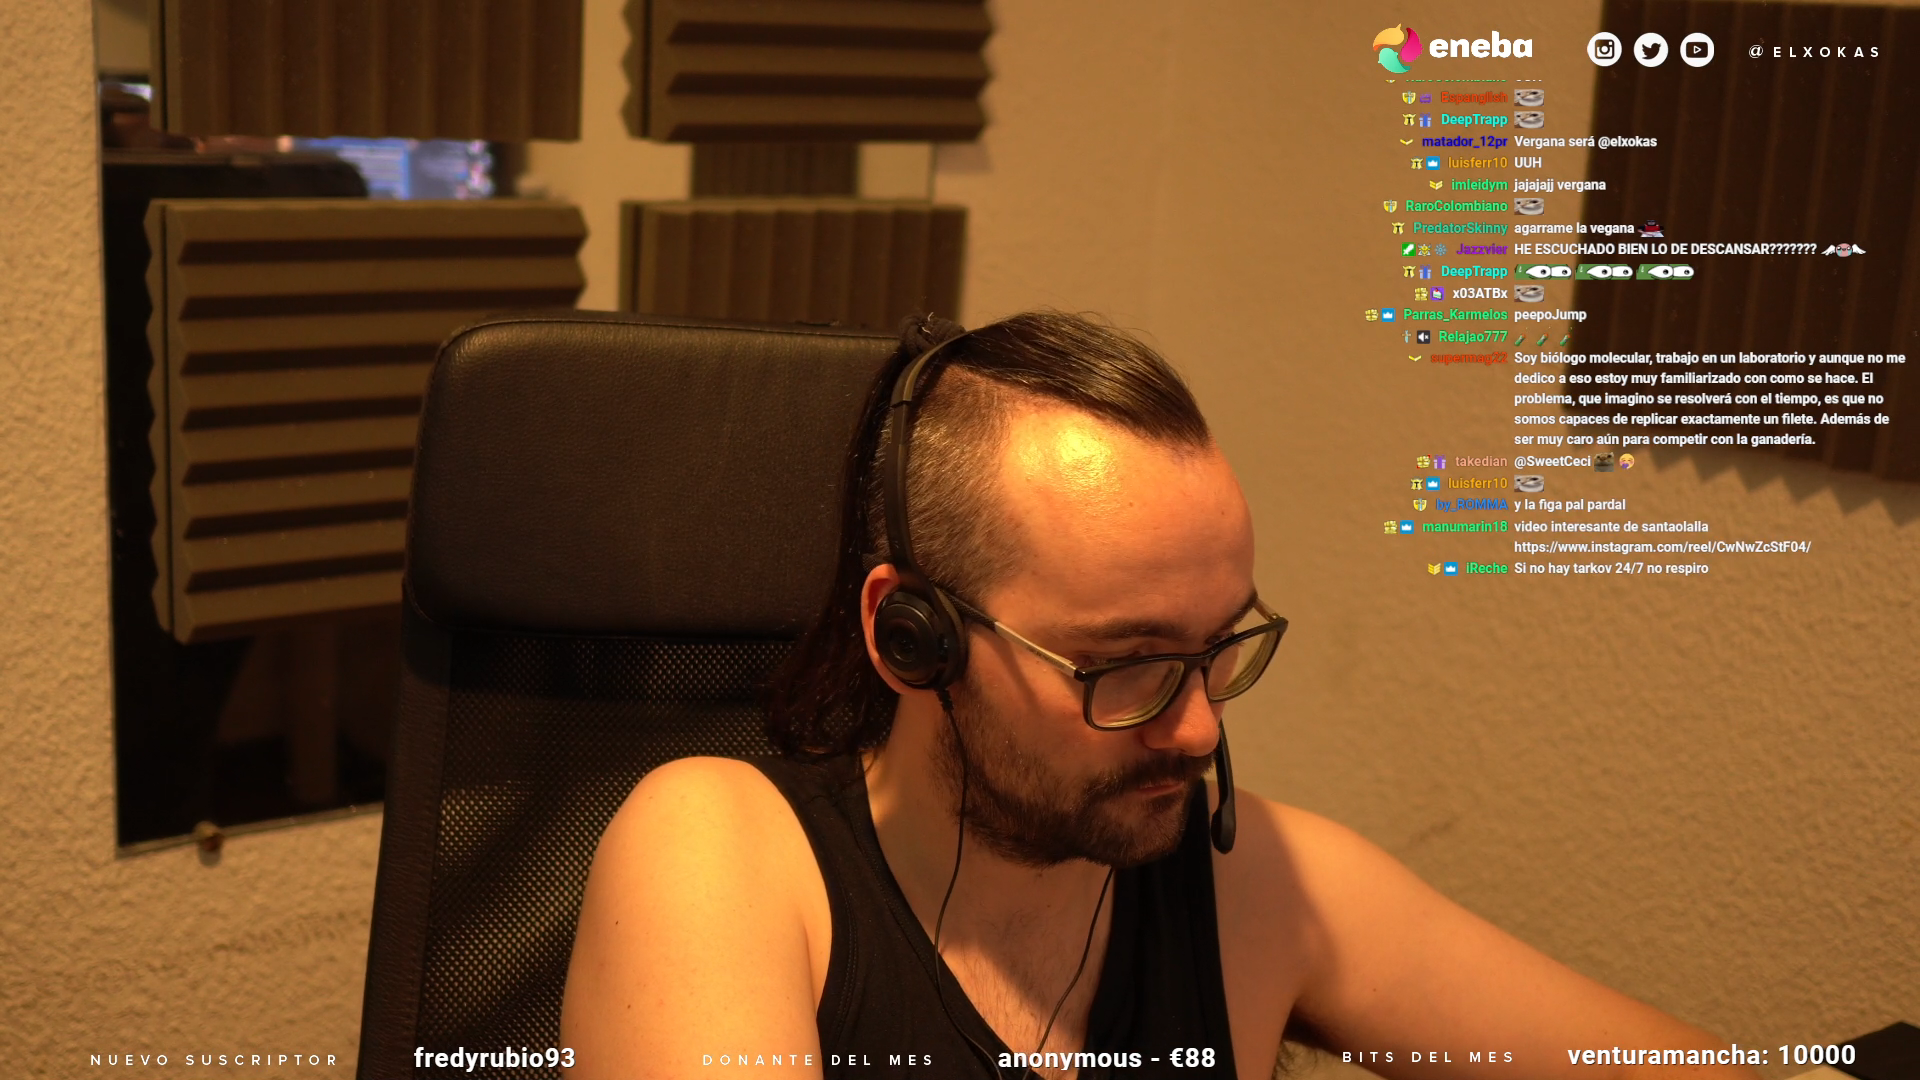 eneba
@ELXOKAS
Espanglish
DeepTrapp
matador_12pr Vergana será @elxokas
luisferr10 UUH
imleidym jajajajj vergana
RaroColombiano
PredatorSkinny agarrame la vegana
Jazzvier HE ESCUCHADO BIEN LO DE DESCANSAR???????
DeepTrapp
x03ATBx
Parras_Karmelos peepoJump
Relajao777
supermag22 Soy biólogo molecular, trabajo en un laboratorio y aunque no me
dedico a eso estoy muy familiarizado con como se hace. El
problema, que imagino se resolverá con el tiempo, es que no
somos capaces de replicar exactamente un filete. Además de
ser muy caro aún para competir con la ganadería.
takedian @SweetCeci
luisferr10
by_ROMMA y la figa pal pardal
manumarin18 video interesante de santaolalla
https://www.instagram.com/reel/CwNwZcStF04/
iReche Si no hay tarkov 24/7 no respiro
NUEVO SUSCRIPTOR fredyrubio93 DONANTE DEL MES anonymous - €88 BITS DEL MES venturamancha: 10000